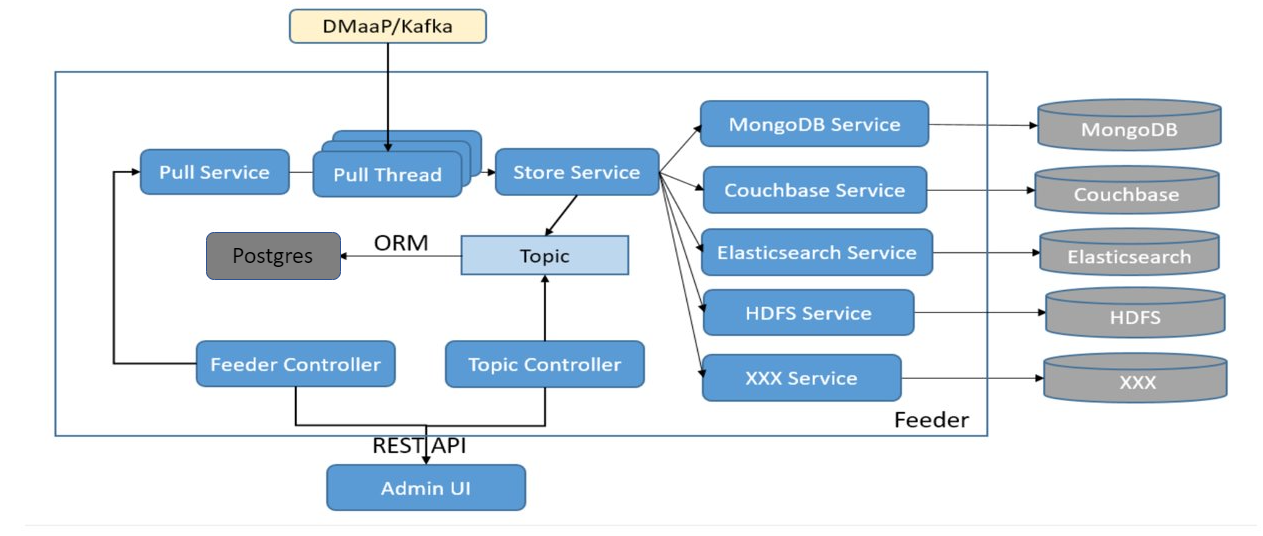 DMaaP/Kafka
MongoDB Service
MongoDB
Pull Service
Pull Thread
Store Service
Couchbase Service
Couchbase
Postgres
ORM
Topic
Elasticsearch Service
Elasticsearch
HDFS Service
HDFS
Feeder Controller
Topic Controller
XXX Service
XXX
Feeder
REST API
Admin UI